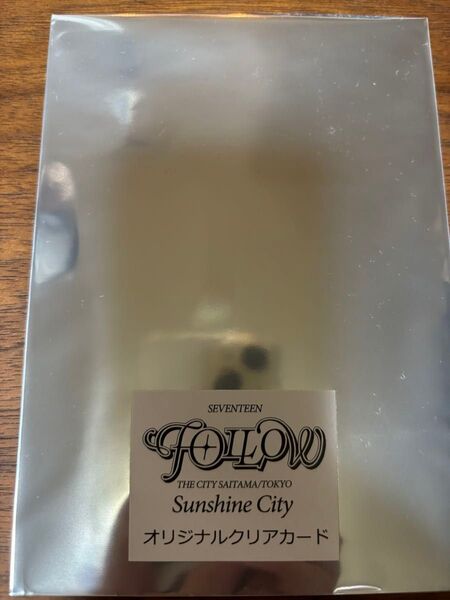 SEVENTEEN
FOLLOW
THE CITY SAITAMA/TOKYO
Sunshine City
オリジナルクリアカード